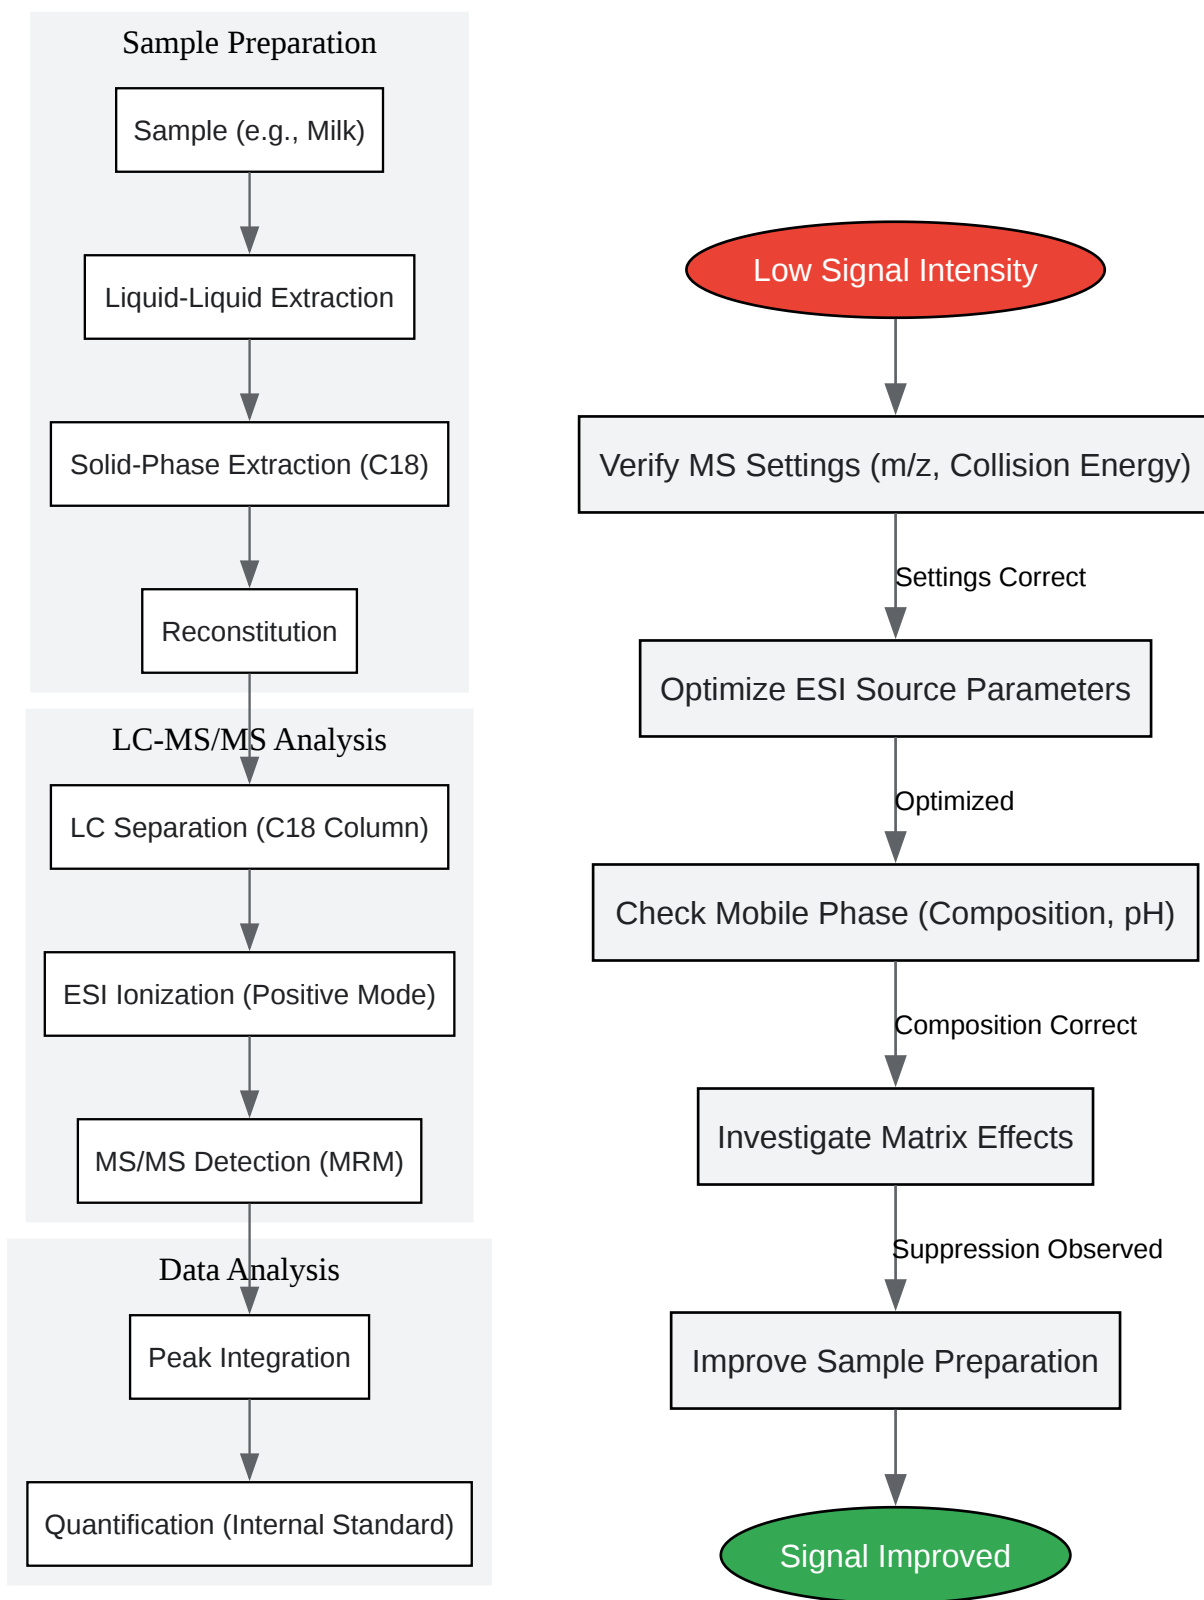 Sample Preparation
Sample (e.g., Milk)
Liquid-Liquid Extraction
Solid-Phase Extraction (C18)
Reconstitution
LC-MS/MS Analysis
LC Separation (C18 Column)
ESI Ionization (Positive Mode)
MS/MS Detection (MRM)
Data Analysis
Peak Integration
Quantification (Internal Standard)
Low Signal Intensity
Verify MS Settings (m/z, Collision Energy)
Settings Correct
Optimize ESI Source Parameters
Optimized
Check Mobile Phase (Composition, pH)
Composition Correct
Investigate Matrix Effects
Suppression Observed
Improve Sample Preparation
Signal Improved